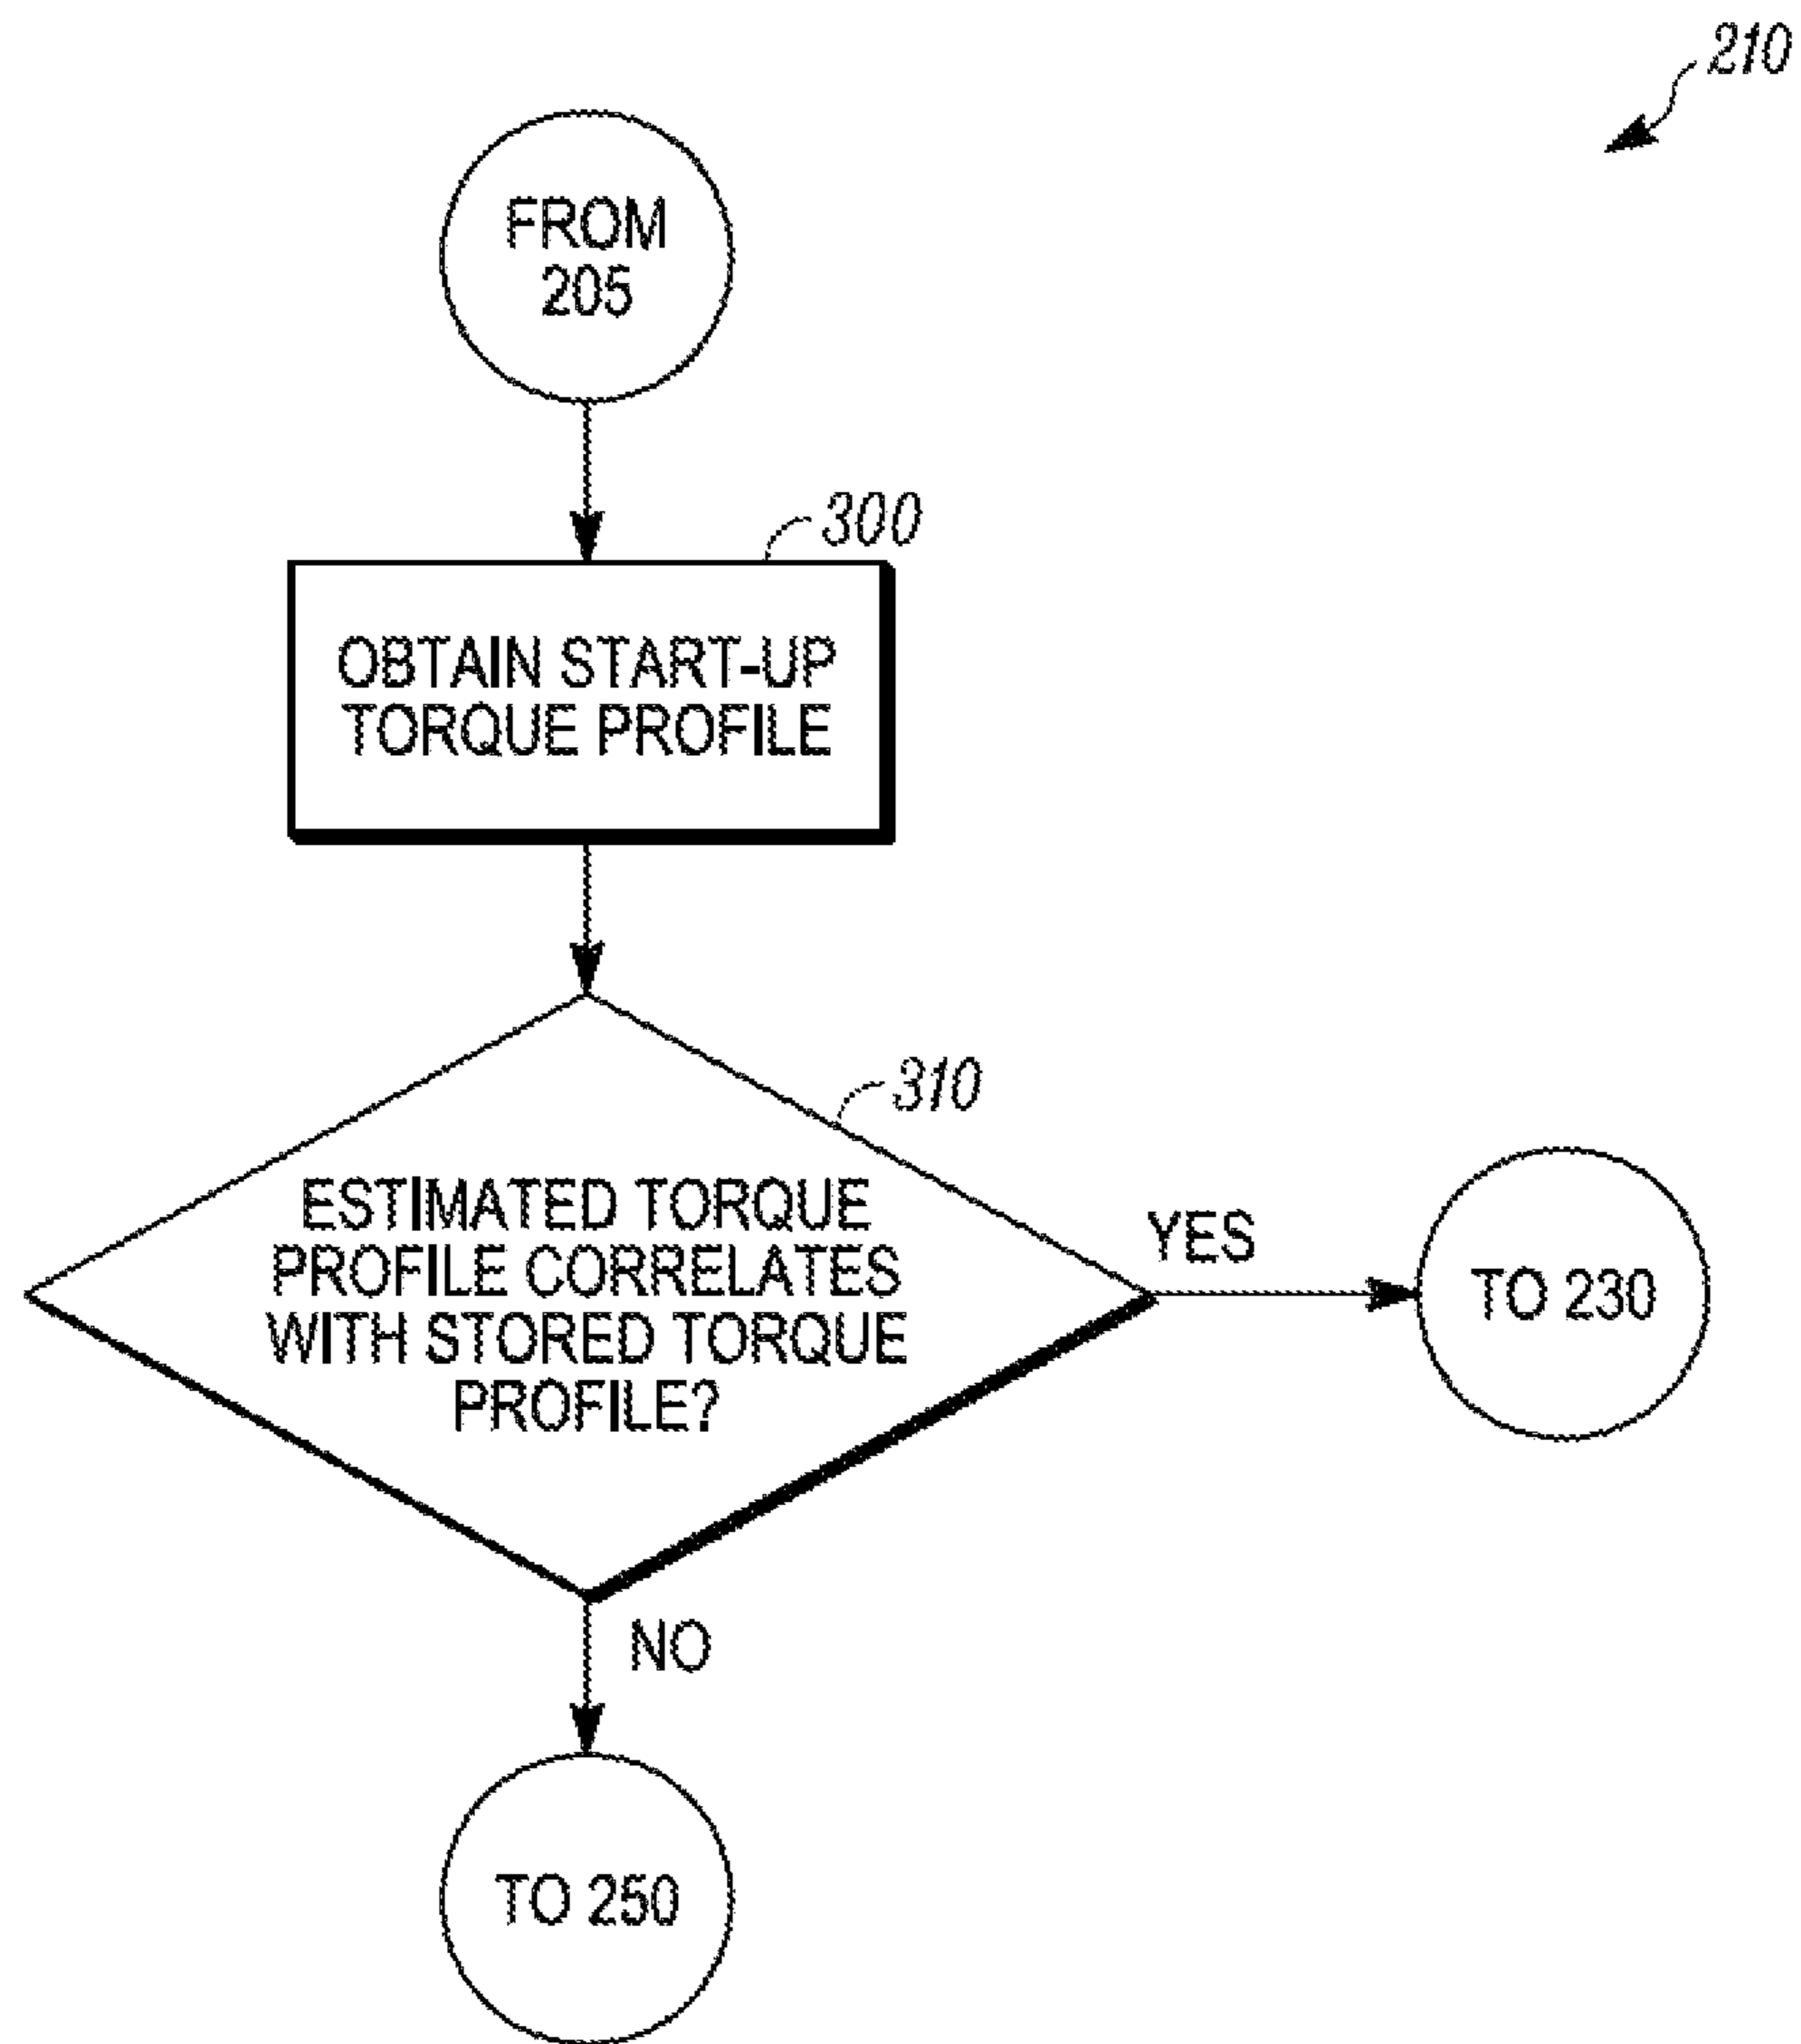 210
FROM
205
300
OBTAIN START-UP
TORQUE PROFILE
310
ESTIMATED TORQUE
PROFILE CORRELATES
WITH STORED TORQUE
PROFILE?
YES
TO 230
NO
TO 250